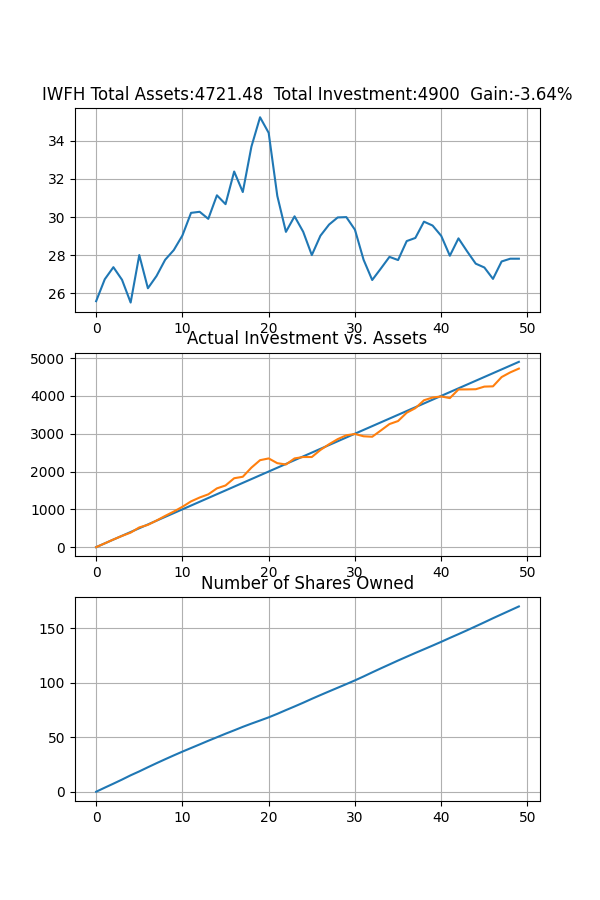 IWFH Total Assets:4721.48  Total Investment:4900  Gain:-3.64%
34
32
30
28
26
0 10 20 30 40 50
Actual Investment vs. Assets
5000
4000
3000
2000
1000
0
0 10 20 30 40 50
Number of Shares Owned
150
100
50
0
0 10 20 30 40 50